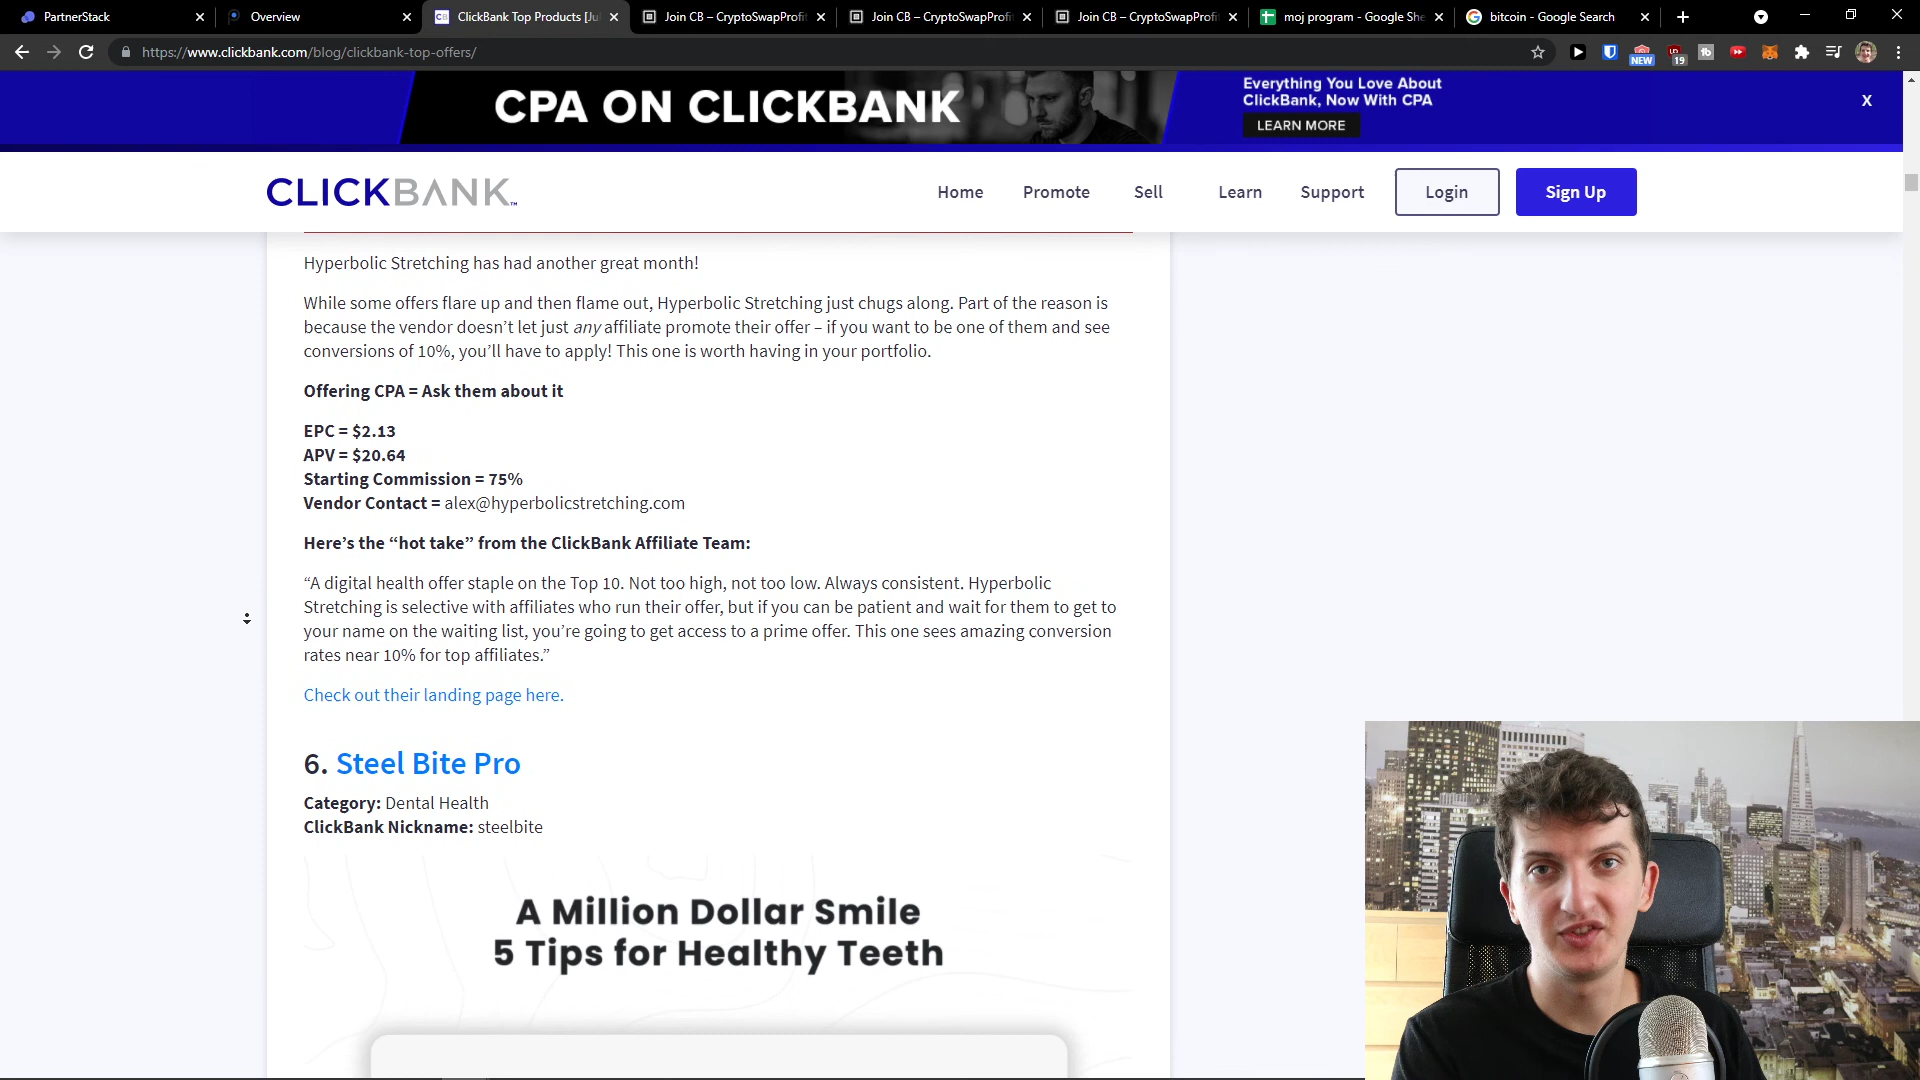 PartnerStack
Overview
ClickBank Top Products [Ju
Join CB – CryptoSwapProfit
Join CB – CryptoSwapProfit
Join CB – CryptoSwapProfit
moj program - Google She
bitcoin - Google Search
https://www.clickbank.com/blog/clickbank-top-offers/
NEW
19
CPA ON CLICKBANK
Everything You Love About
ClickBank, Now With CPA
LEARN MORE
X
CLICKBANK™
Home
Promote
Sell
Learn
Support
Login
Sign Up
Hyperbolic Stretching has had another great month!
While some offers flare up and then flame out, Hyperbolic Stretching just chugs along. Part of the reason is
because the vendor doesn’t let just any affiliate promote their offer – if you want to be one of them and see
conversions of 10%, you’ll have to apply! This one is worth having in your portfolio.
Offering CPA = Ask them about it
EPC = $2.13
APV = $20.64
Starting Commission = 75%
Vendor Contact = alex@hyperbolicstretching.com
Here’s the “hot take” from the ClickBank Affiliate Team:
“A digital health offer staple on the Top 10. Not too high, not too low. Always consistent. Hyperbolic
Stretching is selective with affiliates who run their offer, but if you can be patient and wait for them to get to
your name on the waiting list, you’re going to get access to a prime offer. This one sees amazing conversion
rates near 10% for top affiliates.”
Check out their landing page here.
6. Steel Bite Pro
Category: Dental Health
ClickBank Nickname: steelbite
A Million Dollar Smile
5 Tips for Healthy Teeth